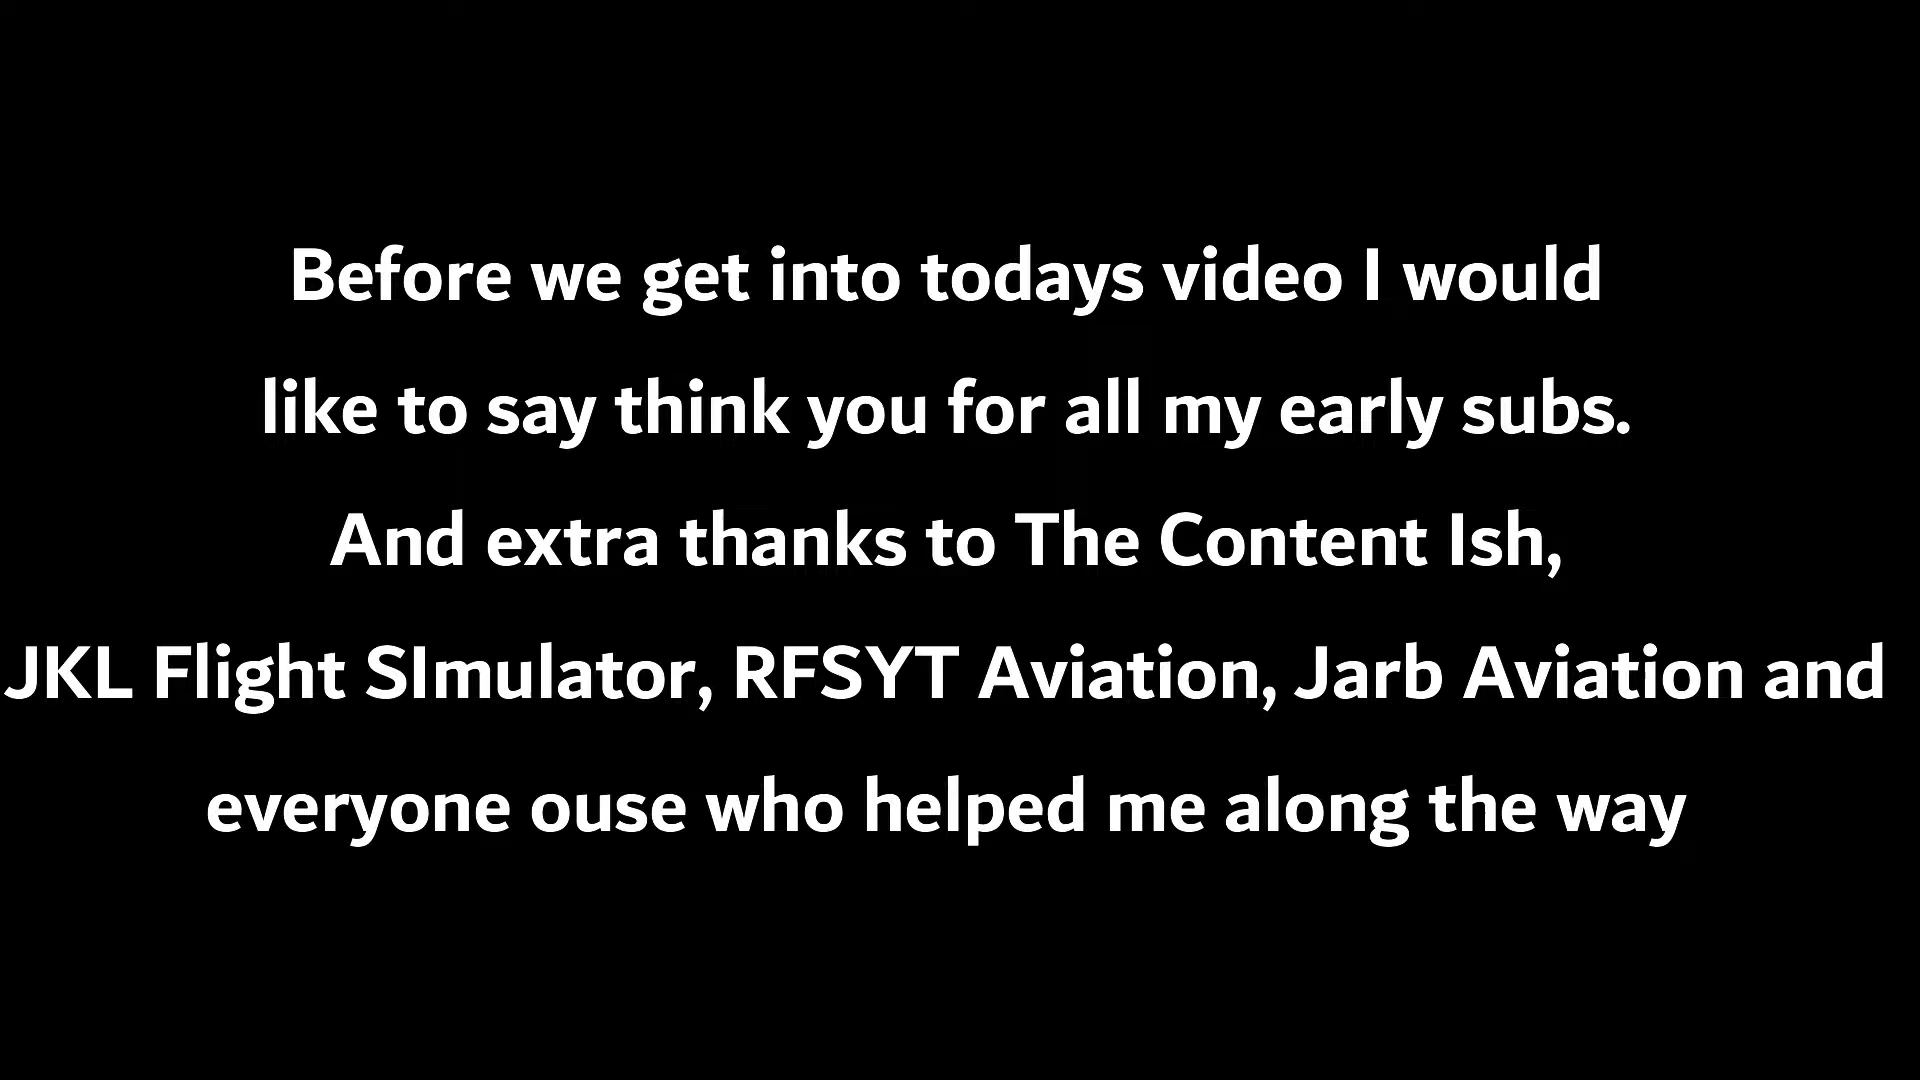 Before we get into todays video I would
like to say think you for all my early subs.
And extra thanks to The Content Ish,
JKL Flight SImulator, RFSYT Aviation, Jarb Aviation and
everyone ouse who helped me along the way